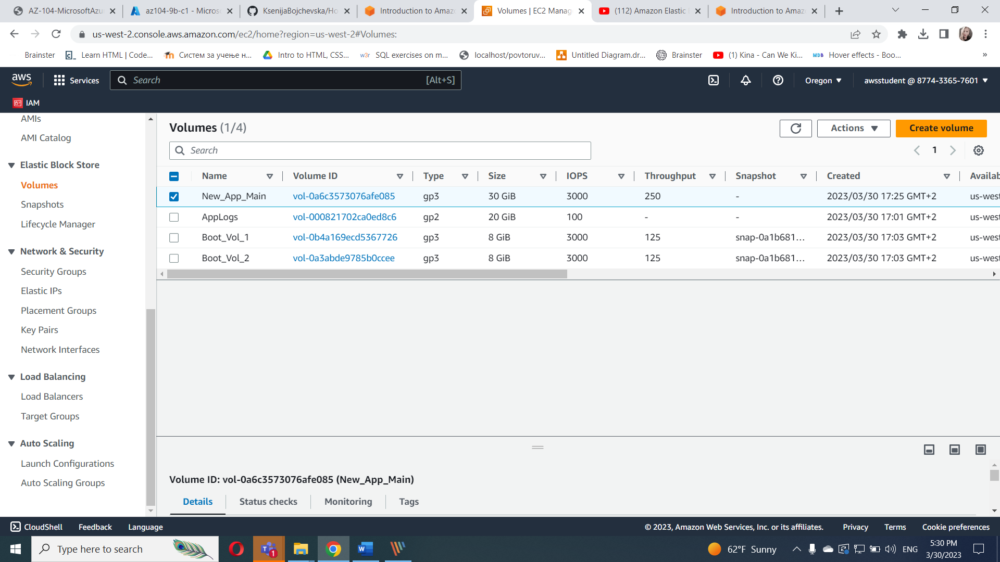 AZ-104-MicrosoftAzu
az104-9b-c1 - Micros
KsenijaBojchevska/Ho
Introduction to Amaz
Volumes | EC2 Manag
(112) Amazon Elastic
Introduction to Amaz
us-west-2.console.aws.amazon.com/ec2/home?region=us-west-2#Volumes:
Brainster
Learn HTML | Code...
Систем за учење н...
Intro to HTML, CSS...
SQL exercises on m...
localhost/povtoruv...
Untitled Diagram.dr...
Brainster
(1) Kina - Can We Ki...
Hover effects - Boo...
aws Services Search [Alt+S] Oregon awsstudent @ 8774-3365-7601
IAM
AMIs
AMI Catalog
Elastic Block Store
Volumes
Snapshots
Lifecycle Manager
Network & Security
Security Groups
Elastic IPs
Placement Groups
Key Pairs
Network Interfaces
Load Balancing
Load Balancers
Target Groups
Auto Scaling
Launch Configurations
Auto Scaling Groups
Volumes (1/4)
Actions
Create volume
Search
1
Name Volume ID Type Size IOPS Throughput Snapshot Created Availab
New_App_Main vol-0a6c3573076afe085 gp3 30 GiB 3000 250 - 2023/03/30 17:25 GMT+2 us-west
AppLogs vol-000821702ca0ed8c6 gp2 20 GiB 100 - - 2023/03/30 17:01 GMT+2 us-west
Boot_Vol_1 vol-0b4a169ecd5367726 gp3 8 GiB 3000 125 snap-0a1b681... 2023/03/30 17:03 GMT+2 us-west
Boot_Vol_2 vol-0a3abde9785b0ccee gp3 8 GiB 3000 125 snap-0a1b681... 2023/03/30 17:03 GMT+2 us-west
Volume ID: vol-0a6c3573076afe085 (New_App_Main)
Details Status checks Monitoring Tags
CloudShell Feedback Language © 2023, Amazon Web Services, Inc. or its affiliates. Privacy Terms Cookie preferences
Type here to search
1
62°F Sunny
ENG
5:30 PM
3/30/2023